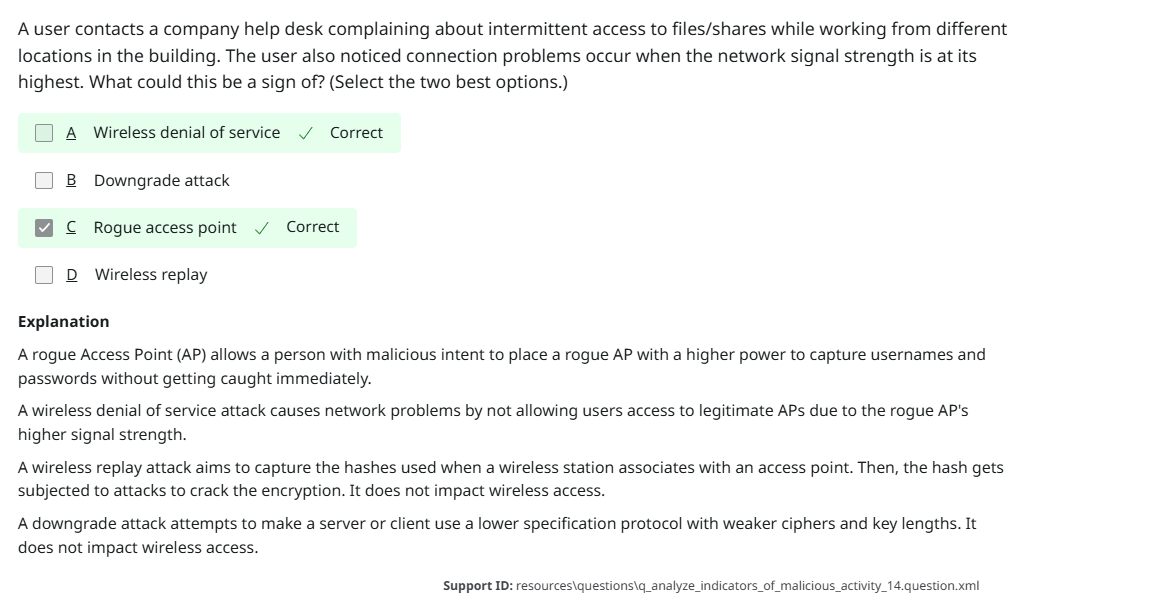 A user contacts a company help desk complaining about intermittent access to files/shares while working from different
locations in the building. The user also noticed connection problems occur when the network signal strength is at its
highest. What could this be a sign of? (Select the two best options.)
A Wireless denial of service ✓ Correct
B Downgrade attack
C Rogue access point ✓ Correct
D Wireless replay
Explanation
A rogue Access Point (AP) allows a person with malicious intent to place a rogue AP with a higher power to capture usernames and
passwords without getting caught immediately.
A wireless denial of service attack causes network problems by not allowing users access to legitimate APs due to the rogue AP's
higher signal strength.
A wireless replay attack aims to capture the hashes used when a wireless station associates with an access point. Then, the hash gets
subjected to attacks to crack the encryption. It does not impact wireless access.
A downgrade attack attempts to make a server or client use a lower specification protocol with weaker ciphers and key lengths. It
does not impact wireless access.
Support ID: resources\questions\q_analyze_indicators_of_malicious_activity_14.question.xml